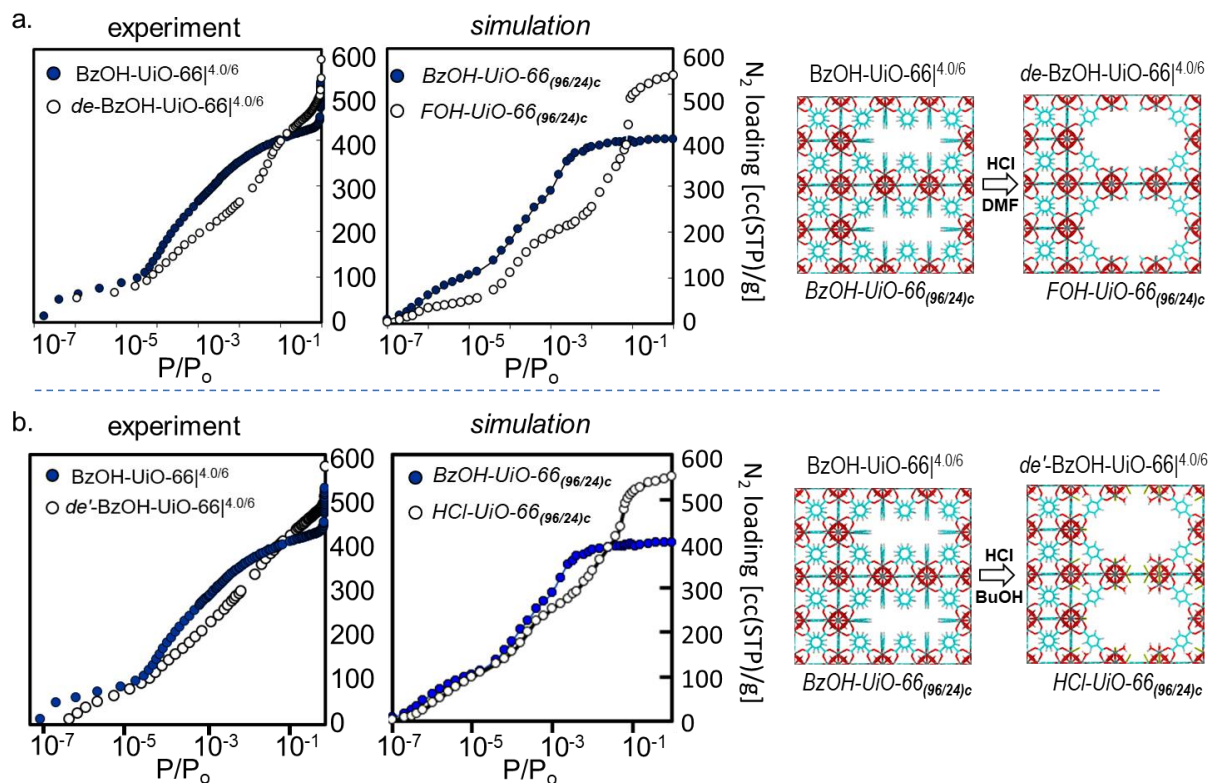 a.
experiment
simulation
BzOH-UiO-66|4.0/6
de-BzOH-UiO-66|4.0/6
600
500
400
300
200
100
0
10-7
10-5
10-3
10-1
P/Po
BzOH-UiO-66(96/24)c
FOH-UiO-66(96/24)c
600
500
400
300
200
100
0
N2 loading [cc(STP)/g]
10-7
10-5
10-3
10-1
P/Po
BzOH-UiO-66|4.0/6
de-BzOH-UiO-66|4.0/6
HCl
DMF
BzOH-UiO-66(96/24)c
FOH-UiO-66(96/24)c
b.
experiment
simulation
BzOH-UiO-66|4.0/6
de'-BzOH-UiO-66|4.0/6
600
500
400
300
200
100
0
10-7
10-5
10-3
10-1
P/Po
BzOH-UiO-66(96/24)c
HCl-UiO-66(96/24)c
600
500
400
300
200
100
0
N2 loading [cc(STP)/g]
10-7
10-5
10-3
10-1
P/Po
BzOH-UiO-66|4.0/6
de'-BzOH-UiO-66|4.0/6
HCl
BuOH
BzOH-UiO-66(96/24)c
HCl-UiO-66(96/24)c